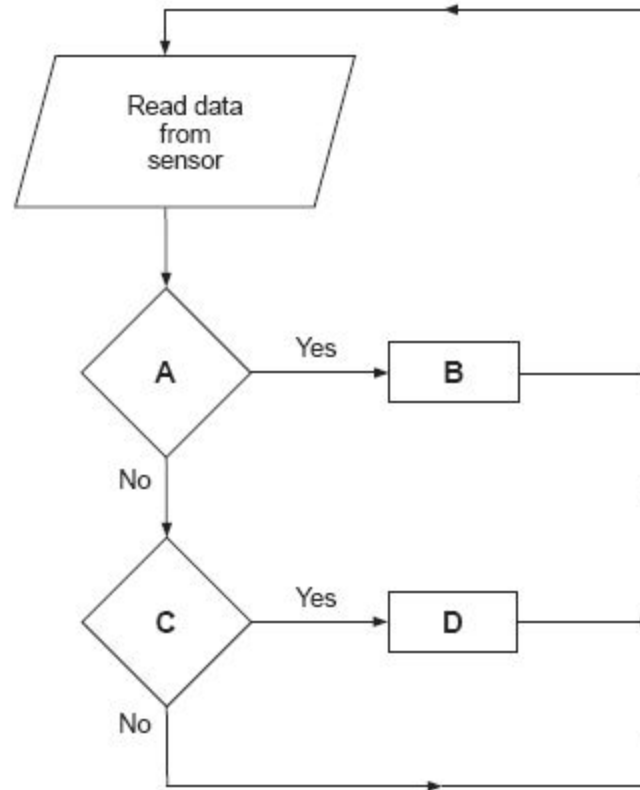 Read data
from
sensor
A
Yes
B
No
C
Yes
D
No